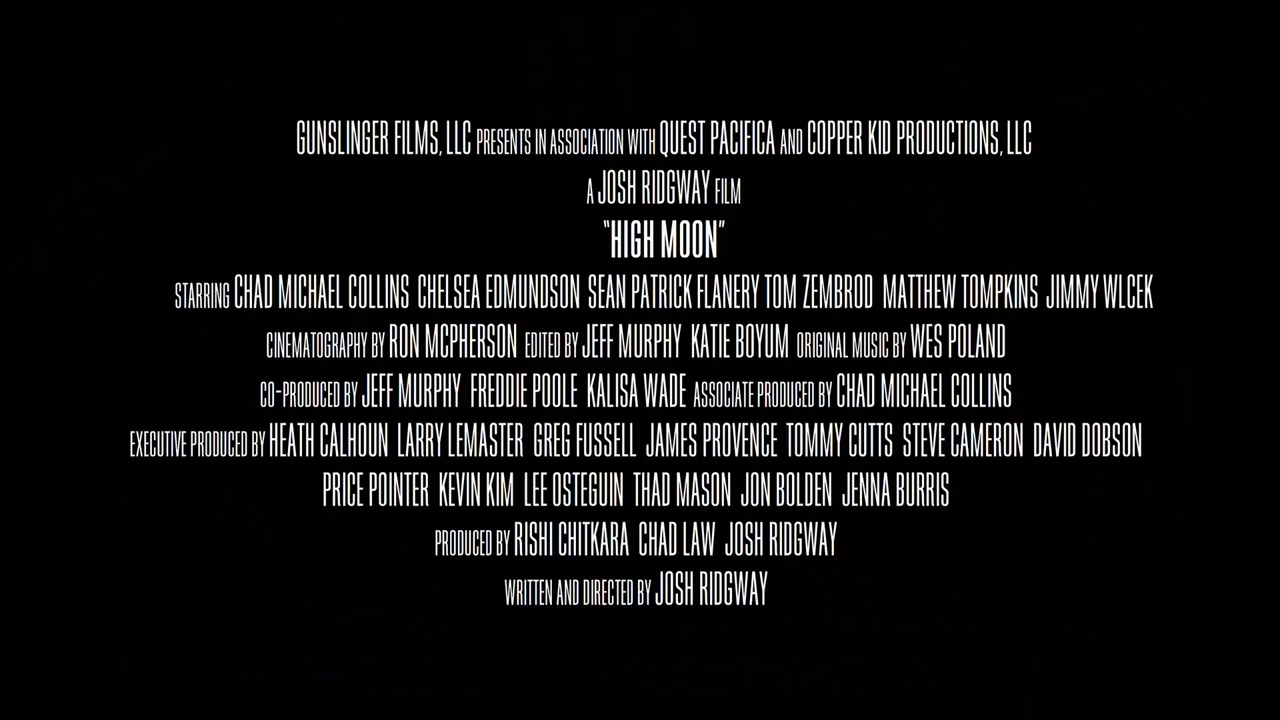 GUNSLINGER FILMS, LLC PRESENTS IN ASSOCIATION WITH QUEST PACIFICA AND COPPER KID PRODUCTIONS, LLC
A JOSH RIDGWAY FILM
“HIGH MOON”
STARRING CHAD MICHAEL COLLINS CHELSEA EDMUNDSON SEAN PATRICK FLANERY TOM ZEMBROD MATTHEW TOMPKINS JIMMY WLCEK
CINEMATOGRAPHY BY RON MCPHERSON EDITED BY JEFF MURPHY KATIE BOYUM ORIGINAL MUSIC BY WES POLAND
CO-PRODUCED BY JEFF MURPHY FREDDIE POOLE KALISA WADE ASSOCIATE PRODUCED BY CHAD MICHAEL COLLINS
EXECUTIVE PRODUCED BY HEATH CALHOUN LARRY LEMASTER GREG FUSSELL JAMES PROVENCE TOMMY CUTTS STEVE CAMERON DAVID DOBSON
PRICE POINTER KEVIN KIM LEE OSTEGUIN THAD MASON JON BOLDEN JENNA BURRIS
PRODUCED BY RISHI CHITKARA CHAD LAW JOSH RIDGWAY
WRITTEN AND DIRECTED BY JOSH RIDGWAY